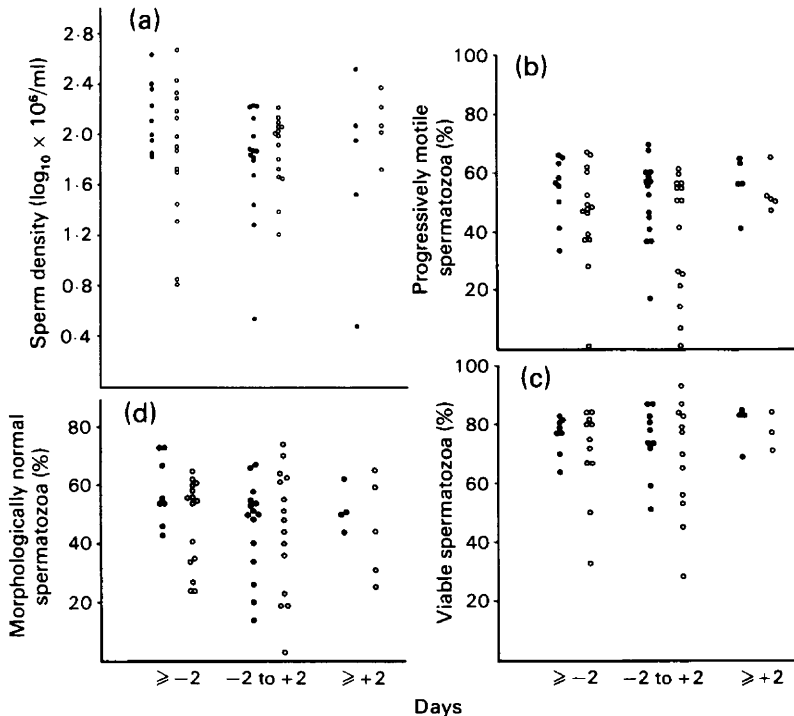 (a)
2·8
2·4
2·0
1·6
1·2
0·8
0·4
Sperm density (log₁₀ × 10⁶/ml)
(b)
100
80
60
40
20
Progressively motile
spermatozoa (%)
(d)
80
60
40
20
Morphologically normal
spermatozoa (%)
(c)
100
80
60
40
20
Viable spermatozoa (%)
⩾ −2 −2 to +2 ⩾ +2
⩾ −2 −2 to +2 ⩾ +2
Days